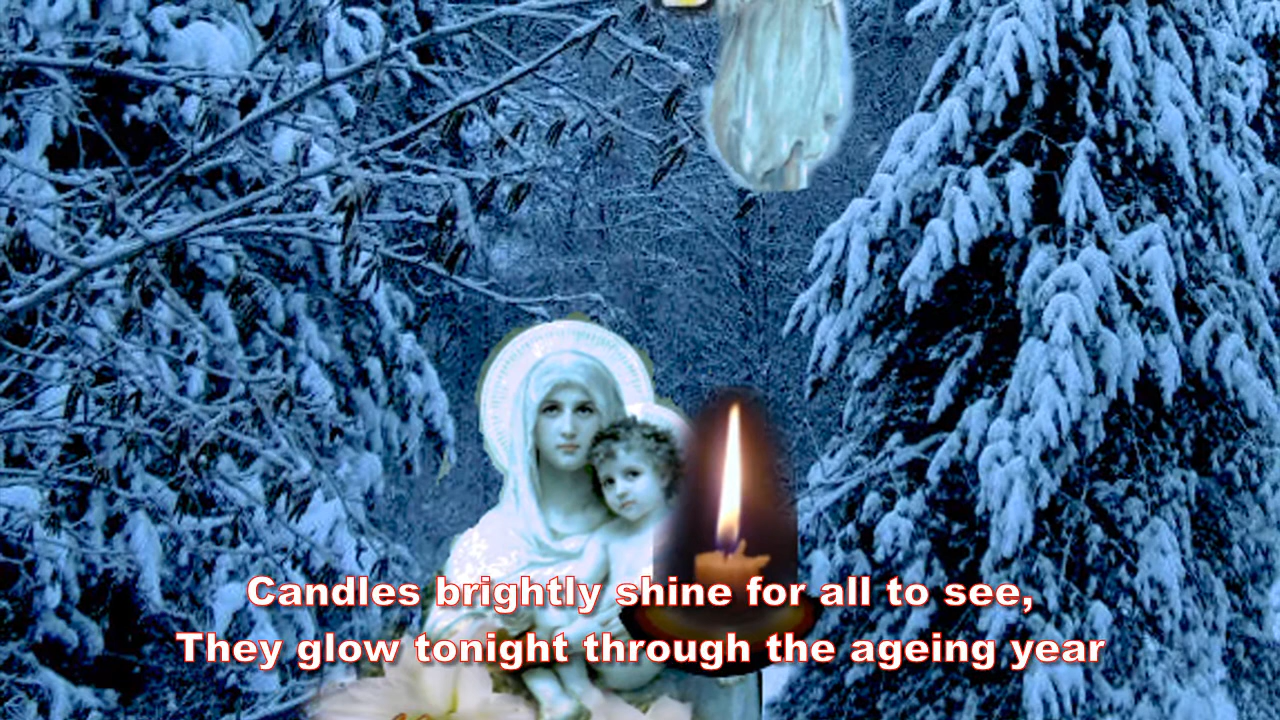 Candles brightly shine for all to see,
They glow tonight through the ageing year